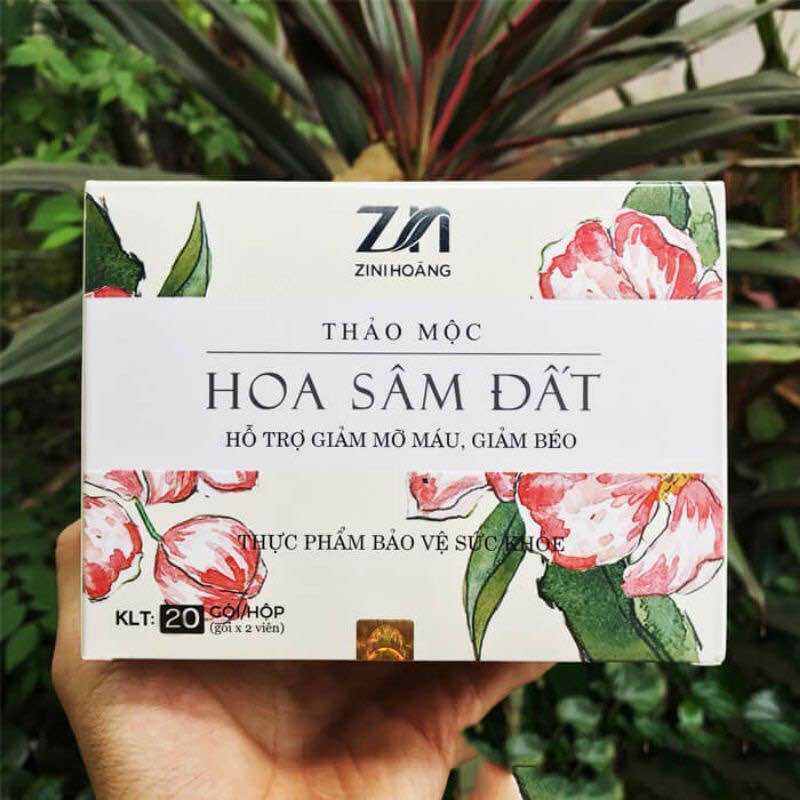 ZINIHOÀNG
THẢO MỘC
HOA SÂM ĐẤT
HỖ TRỢ GIẢM MỠ MÁU, GIẢM BÉO
THỰC PHẨM BẢO VỆ SỨC KHỎE
KLT: 20 GÓI/HỘP
(gói x 2 viên)